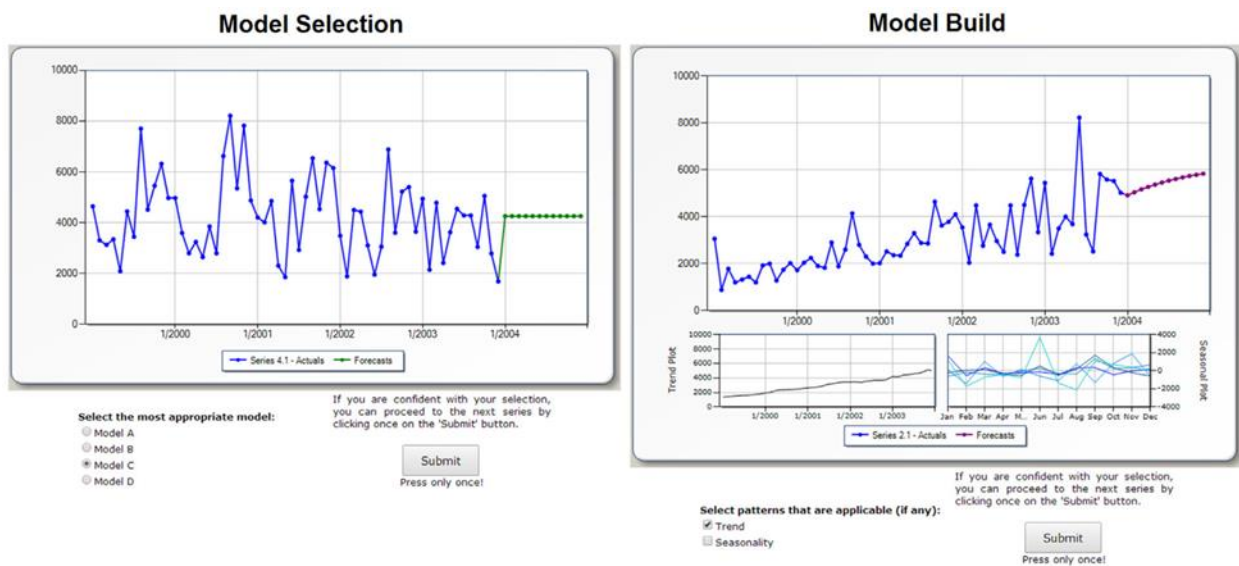 Model Selection
10000
8000
6000
4000
2000
0
1/2000
1/2001
1/2002
1/2003
1/2004
Series 4.1 - Actuals
Forecasts
Select the most appropriate model:
Model A
Model B
Model C
Model D
If you are confident with your selection,
you can proceed to the next series by
clicking once on the 'Submit' button.
Submit
Press only once!
Model Build
10000
8000
6000
4000
2000
0
1/2000
1/2001
1/2002
1/2003
1/2004
Trend Plot
10000
8000
6000
4000
2000
0
1/2000
1/2001
1/2002
1/2003
4000
2000
0
-2000
-4000
Seasonal Plot
Jan Feb Mar Apr M... Jun Jul Aug Sep Oct Nov Dec
Series 2.1 - Actuals
Forecasts
Select patterns that are applicable (if any):
Trend
Seasonality
If you are confident with your selection,
you can proceed to the next series by
clicking once on the 'Submit' button.
Submit
Press only once!